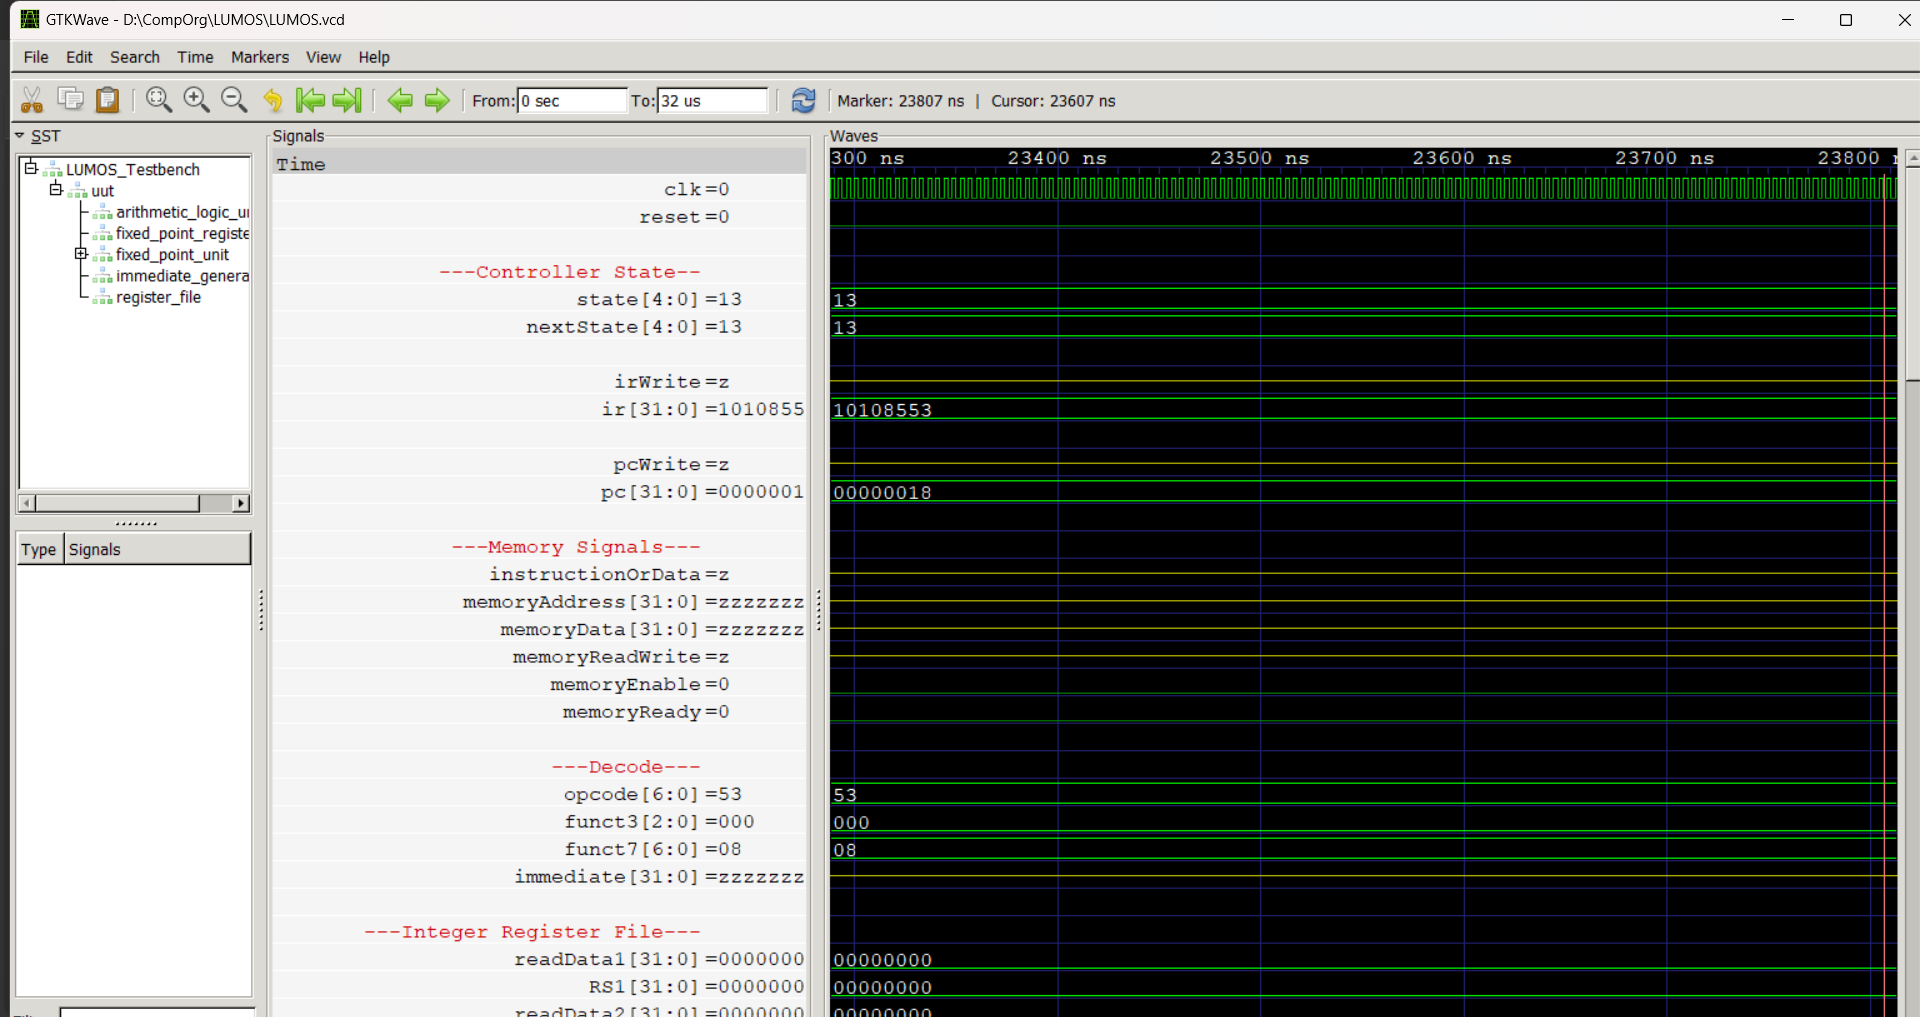 GTKWave - D:\CompOrg\LUMOS\LUMOS.vcd
File Edit Search Time Markers View Help
From: 0 sec To: 32 us Marker: 23807 ns | Cursor: 23607 ns
SST
LUMOS_Testbench
uut
arithmetic_logic_u
fixed_point_registe
fixed_point_unit
immediate_genera
register_file
Type Signals
Signals
Time
clk=0
reset=0
---Controller State--
state[4:0]=13
nextState[4:0]=13
irWrite=z
ir[31:0]=1010855
pcWrite=z
pc[31:0]=0000001
---Memory Signals---
instructionOrData=z
memoryAddress[31:0]=zzzzzzz
memoryData[31:0]=zzzzzzz
memoryReadWrite=z
memoryEnable=0
memoryReady=0
---Decode---
opcode[6:0]=53
funct3[2:0]=000
funct7[6:0]=08
immediate[31:0]=zzzzzzz
---Integer Register File---
readData1[31:0]=0000000
RS1[31:0]=0000000
readData2[31:0]=0000000
Waves
300 ns 23400 ns 23500 ns 23600 ns 23700 ns 23800
13
13
10108553
00000018
53
000
08
00000000
00000000
00000000